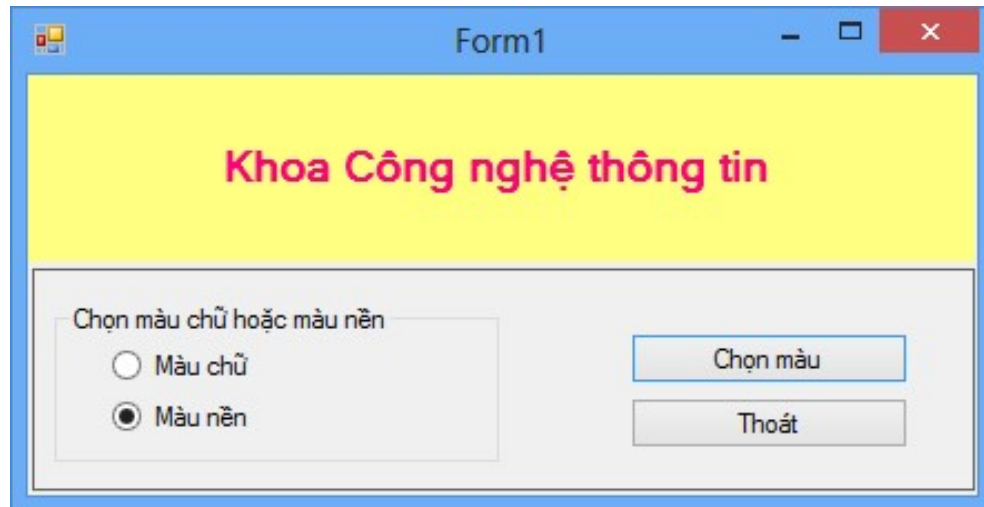 Form1
Khoa Công nghệ thông tin
Chọn màu chữ hoặc màu nền
Màu chữ
Màu nền
Chọn màu
Thoát